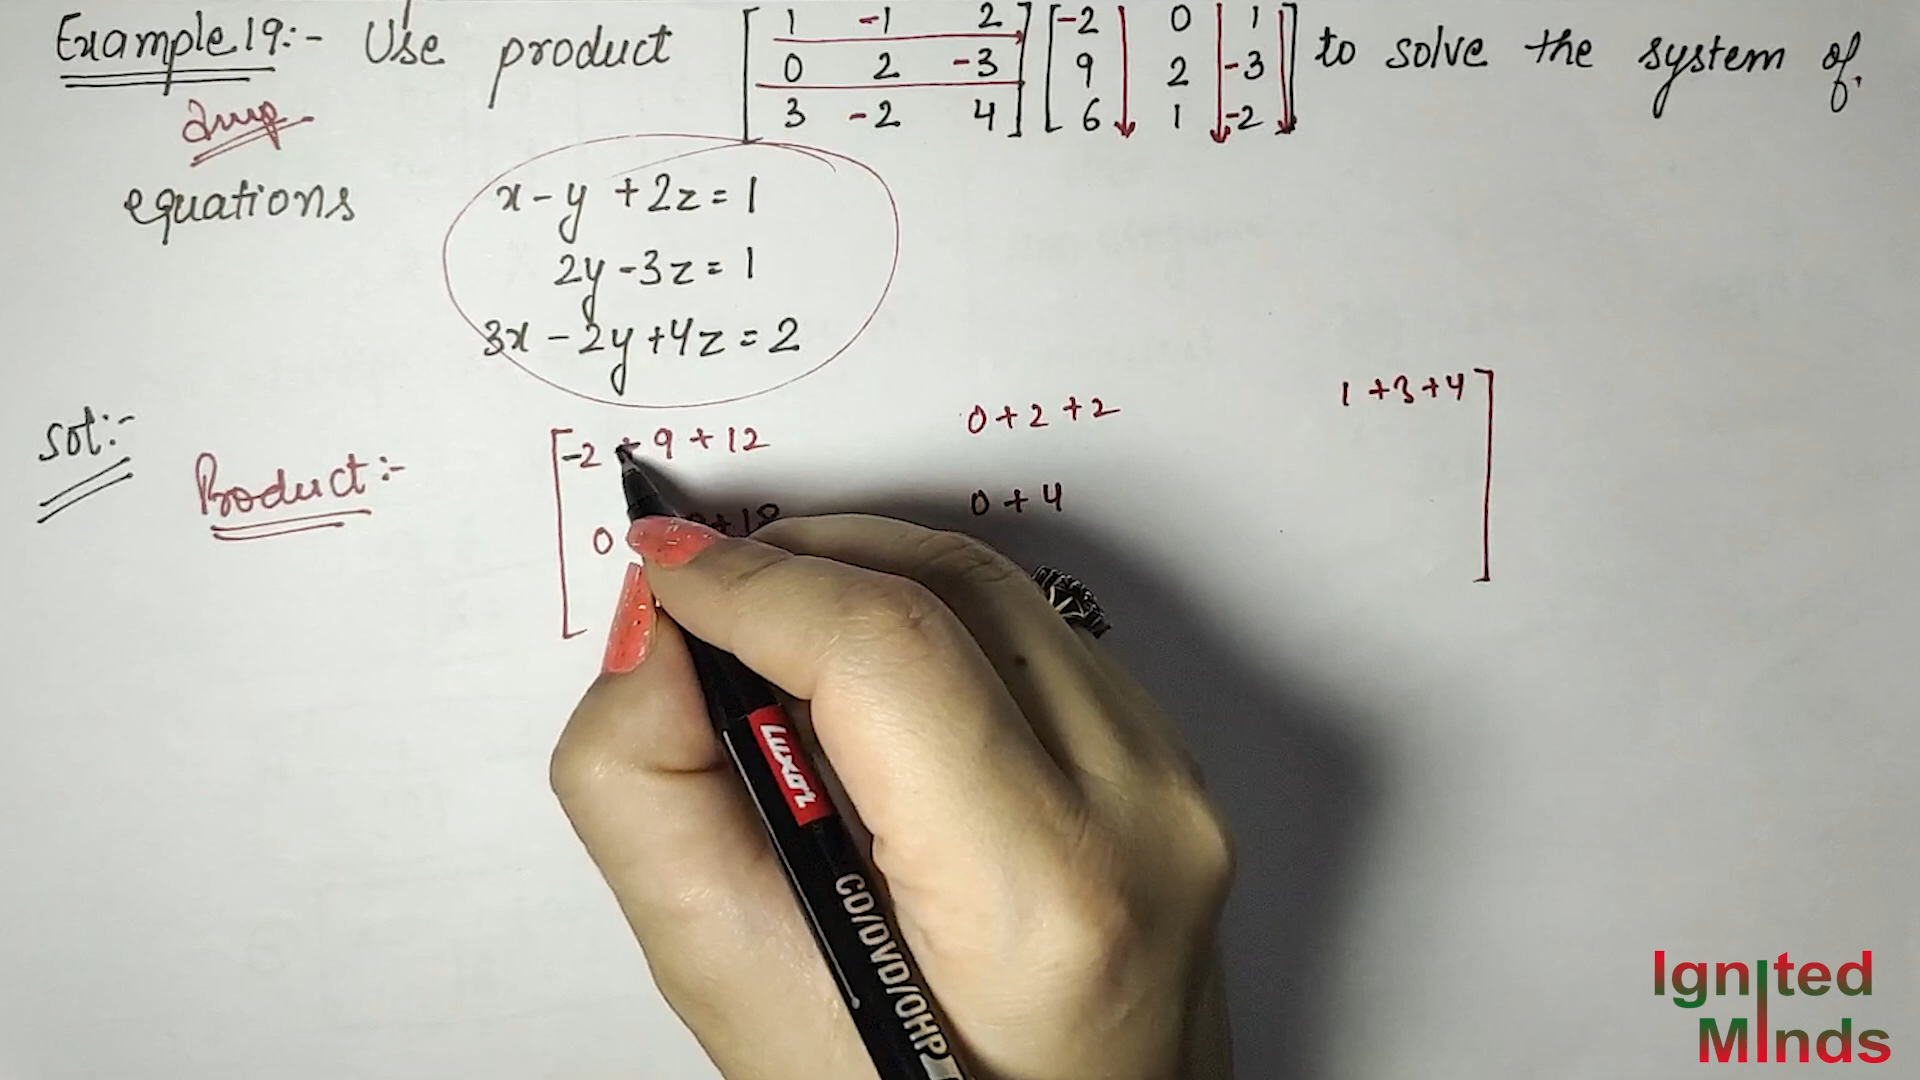 Example 19:- Use product [ 1 -1 2 ] [ -2 0 1 ] to solve the system of
0 2 -3 9 2 -3
3 -2 4 6 1 -2
equations
x - y + 2z = 1
2y - 3z = 1
3x - 2y + 4z = 2
Sol:-
Product:-
-2 + 9 + 12 0 + 2 + 2 1 + 3 + 4
0 +18 0 + 4
Luxor
CD/DVD/OHP
Ignited
Minds